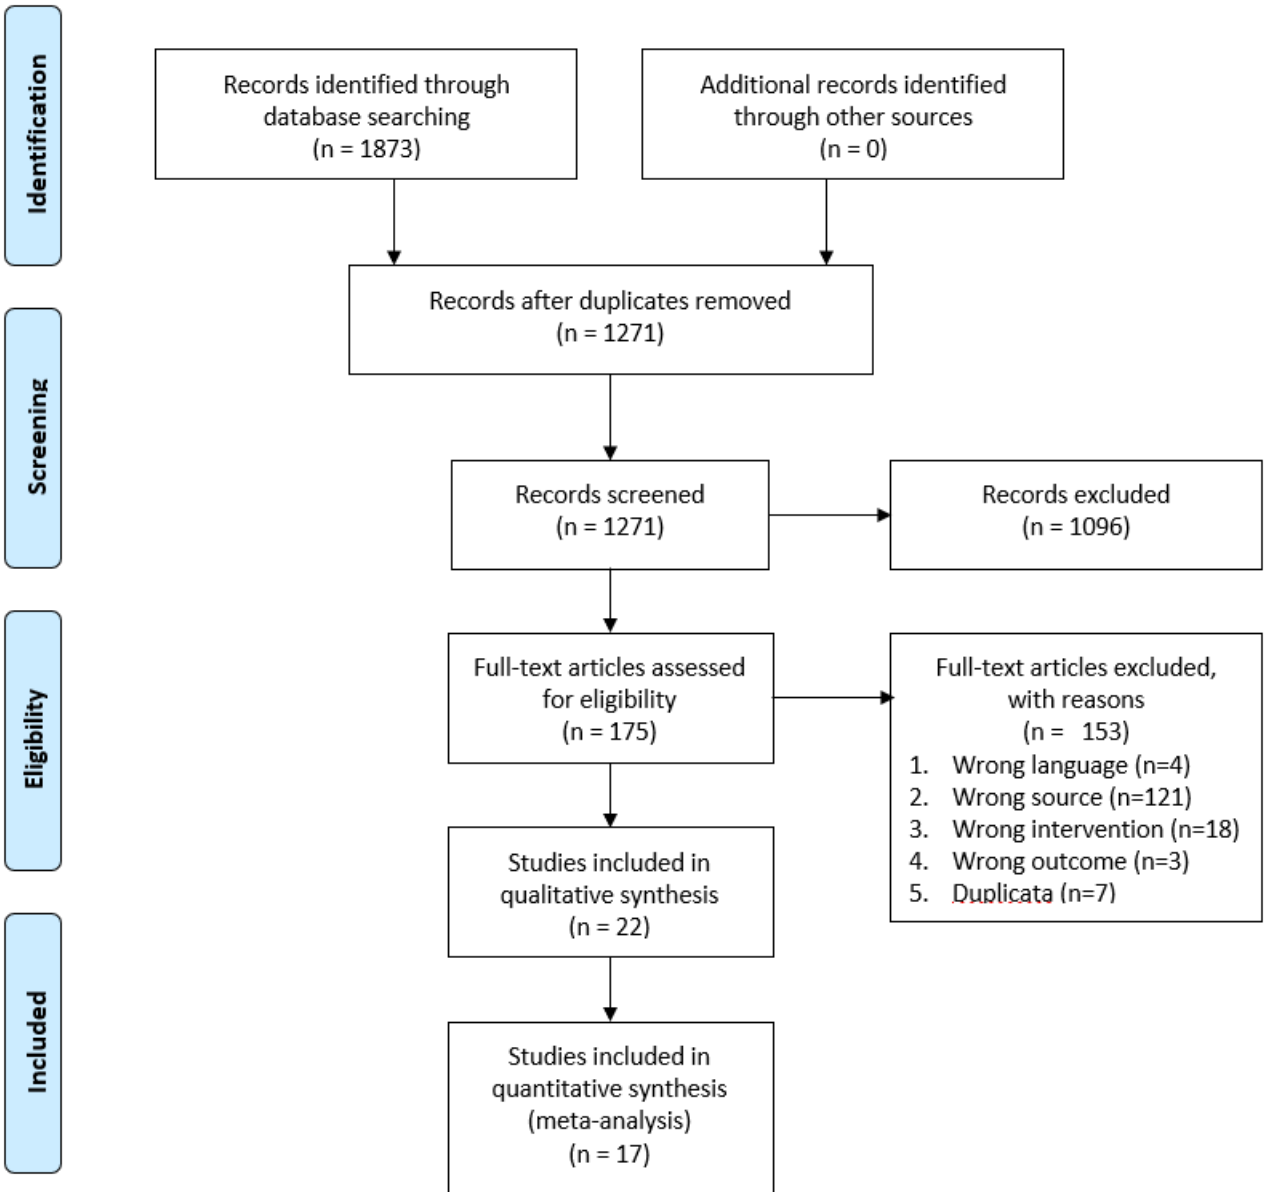 Identification
Records identified through
database searching
(n = 1873)
Additional records identified
through other sources
(n = 0)
Records after duplicates removed
(n = 1271)
Screening
Records screened
(n = 1271)
Records excluded
(n = 1096)
Eligibility
Full-text articles assessed
for eligibility
(n = 175)
Full-text articles excluded,
with reasons
(n =   153)
1. Wrong language (n=4)
2. Wrong source (n=121)
3. Wrong intervention (n=18)
4. Wrong outcome (n=3)
5. Duplicata (n=7)
Studies included in
qualitative synthesis
(n = 22)
Included
Studies included in
quantitative synthesis
(meta-analysis)
(n = 17)